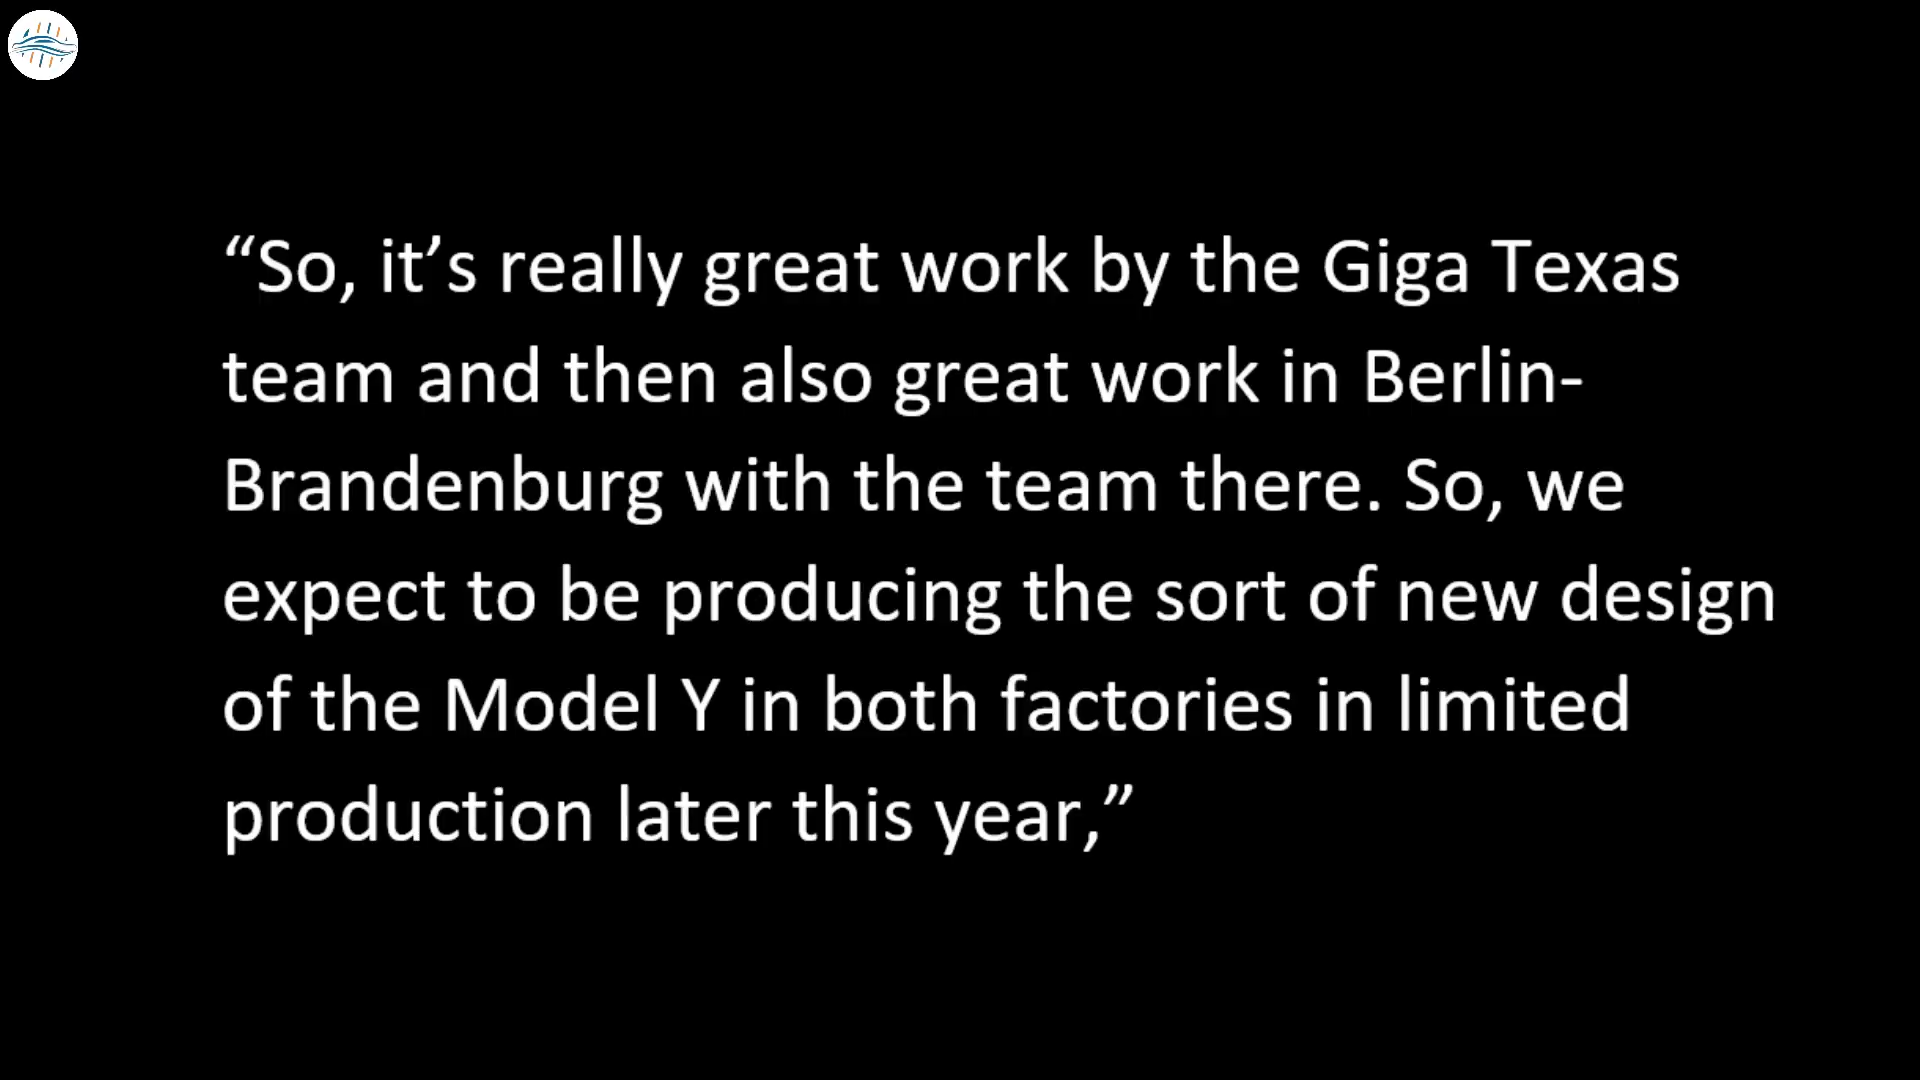 “So, it’s really great work by the Giga Texas
team and then also great work in Berlin-
Brandenburg with the team there. So, we
expect to be producing the sort of new design
of the Model Y in both factories in limited
production later this year,”